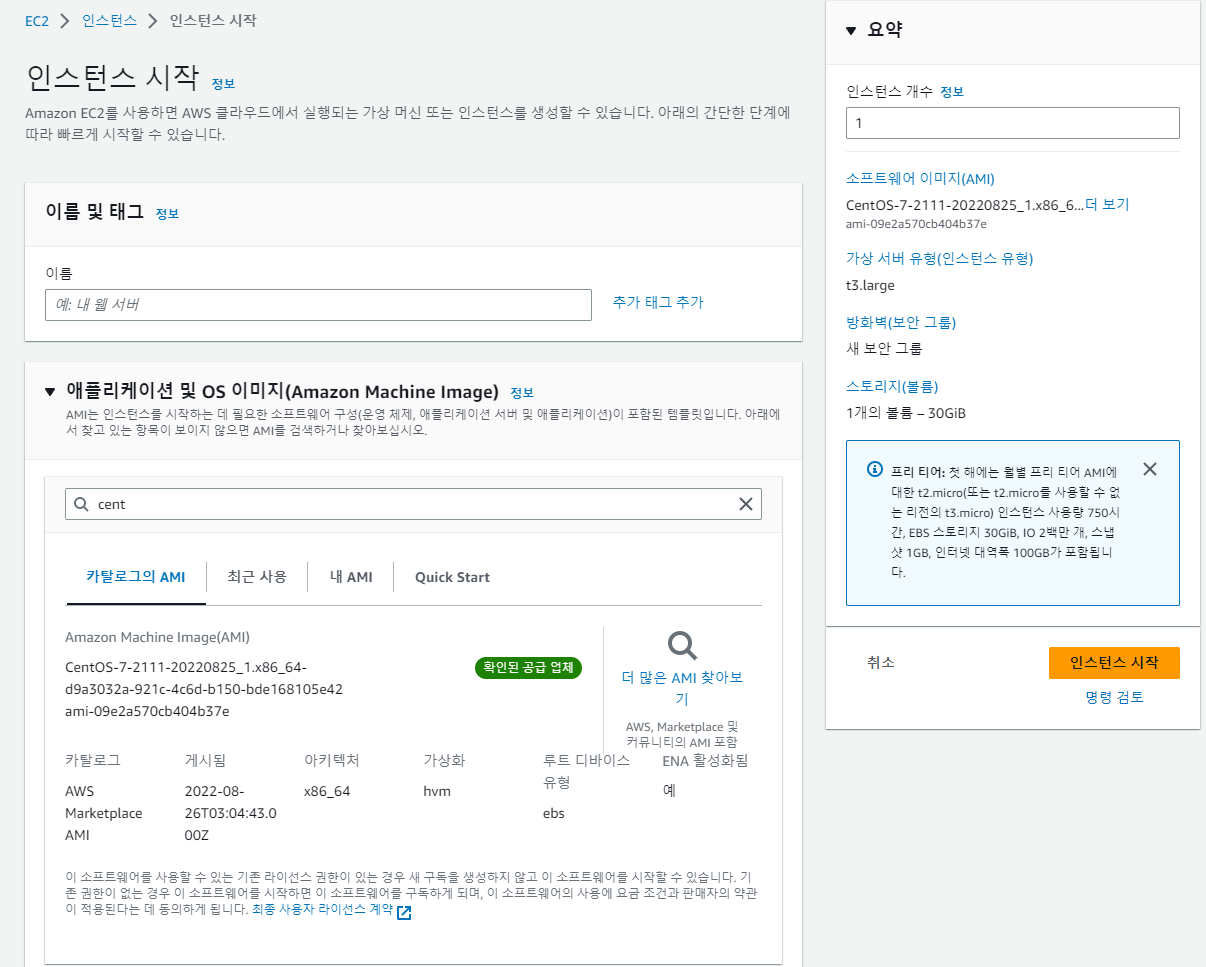 EC2 > 인스턴스 > 인스턴스 시작
인스턴스 시작 정보
Amazon EC2를 사용하면 AWS 클라우드에서 실행되는 가상 머신 또는 인스턴스를 생성할 수 있습니다. 아래의 간단한 단계에
따라 빠르게 시작할 수 있습니다.
이름 및 태그 정보
이름
예: 내 웹 서버
추가 태그 추가
애플리케이션 및 OS 이미지(Amazon Machine Image) 정보
AMI는 인스턴스를 시작하는 데 필요한 소프트웨어 구성(운영 체제, 애플리케이션 서버 및 애플리케이션)이 포함된 템플릿입니다. 아래에
서 찾고 있는 항목이 보이지 않으면 AMI를 검색하거나 찾아보십시오.
cent
카탈로그의 AMI
최근 사용
내 AMI
Quick Start
Amazon Machine Image(AMI)
CentOS-7-2111-20220825_1.x86_64-
d9a3032a-921c-4c6d-b150-bde168105e42
ami-09e2a570cb404b37e
확인된 공급 업체
더 많은 AMI 찾아보
기
AWS, Marketplace 및
커뮤니티의 AMI 포함
카탈로그
AWS
Marketplace
AMI
게시됨
2022-08-
26T03:04:43.0
00Z
아키텍처
x86_64
가상화
hvm
루트 디바이스
유형
ebs
ENA 활성화됨
예
이 소프트웨어를 사용할 수 있는 기존 라이선스 권한이 있는 경우 새 구독을 생성하지 않고 이 소프트웨어를 시작할 수 있습니다. 기
존 권한이 없는 경우 이 소프트웨어를 시작하면 이 소프트웨어를 구독하게 되며, 이 소프트웨어의 사용에 요금 조건과 판매자의 약관
이 적용된다는 데 동의하게 됩니다. 최종 사용자 라이선스 계약
요약
인스턴스 개수 정보
1
소프트웨어 이미지(AMI)
CentOS-7-2111-20220825_1.x86_6...더 보기
ami-09e2a570cb404b37e
가상 서버 유형(인스턴스 유형)
t3.large
방화벽(보안 그룹)
새 보안 그룹
스토리지(볼륨)
1개의 볼륨 – 30GiB
프리 티어: 첫 해에는 월별 프리 티어 AMI에
대한 t2.micro(또는 t2.micro를 사용할 수 없
는 리전의 t3.micro) 인스턴스 사용량 750시
간, EBS 스토리지 30GiB, IO 2백만 개, 스냅
샷 1GB, 인터넷 대역폭 100GB가 포함됩니
다.
취소
인스턴스 시작
명령 검토